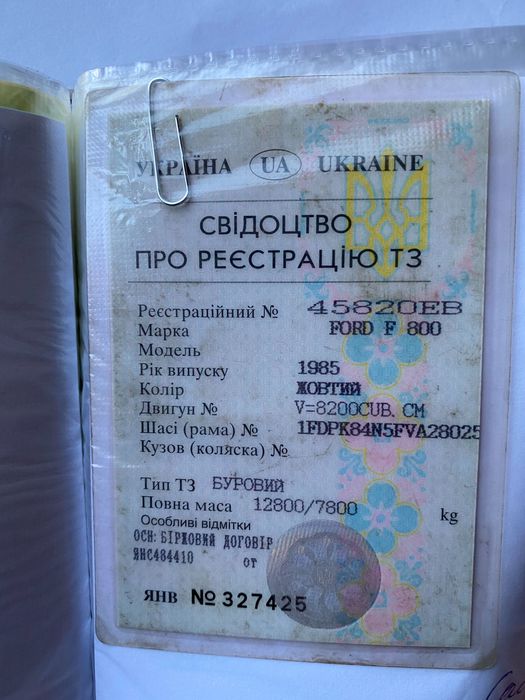 УКРАЇНА UA UKRAINE
СВІДОЦТВО
ПРО РЕЄСТРАЦІЮ ТЗ
Реєстраційний № 45820ЕВ
Марка FORD F 800
Модель
Рік випуску 1985
Колір ЖОВТИЙ
Двигун № V=8200CUB. CM
Шасі (рама) № 1FDPK84N5FVA28025
Кузов (коляска) №
Тип ТЗ БУРОВИЙ
Повна маса 12800/7800 kg
Особливі відмітки
ОСН: БІРЖОВИЙ ДОГОВІР
ЯНС484410 от
ЯНВ № 327425